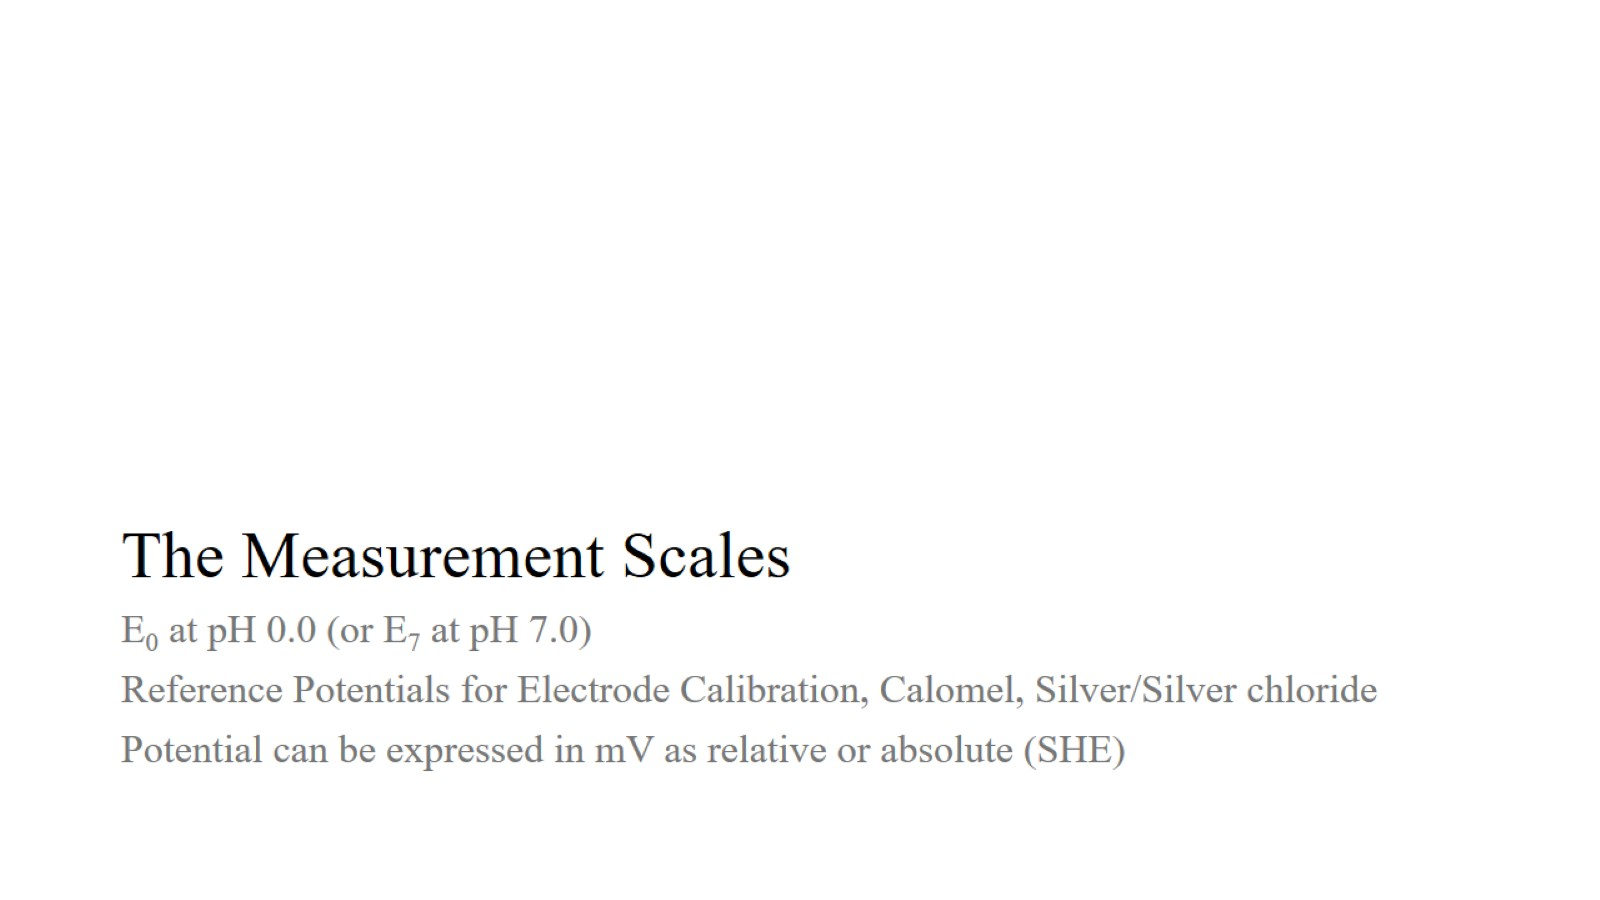 The Measurement Scales
E₀ at pH 0.0 (or E₇ at pH 7.0)
Reference Potentials for Electrode Calibration, Calomel, Silver/Silver chloride
Potential can be expressed in mV as relative or absolute (SHE)